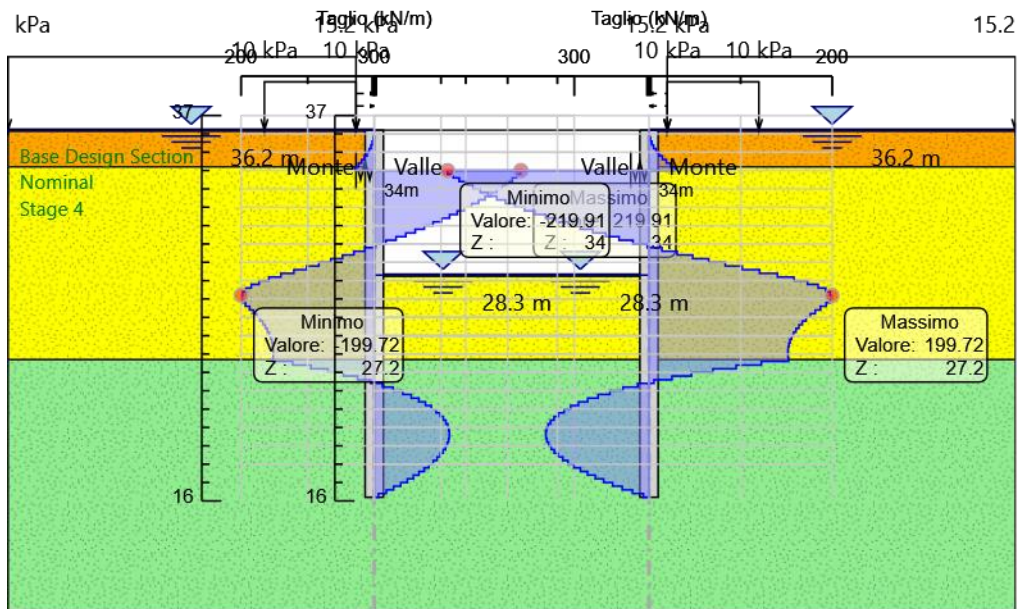 Taglio (kN/m)
Taglio (kN/m)
kPa
15.2 kPa
15.2 kPa
15.2
10 kPa
10 kPa
10 kPa
10 kPa
200
300
300
200
37
37
Base Design Section
Nominal
Stage 4
36.2 m
36.2 m
Monte
Valle
Valle
Monte
34m
34m
Minimo
Valore: -219.91
Z : 34
Massimo
219.91
Z : 34
28.3 m
28.3 m
Minimo
Valore: -199.72
Z : 27.2
Massimo
Valore: 199.72
Z : 27.2
16
16